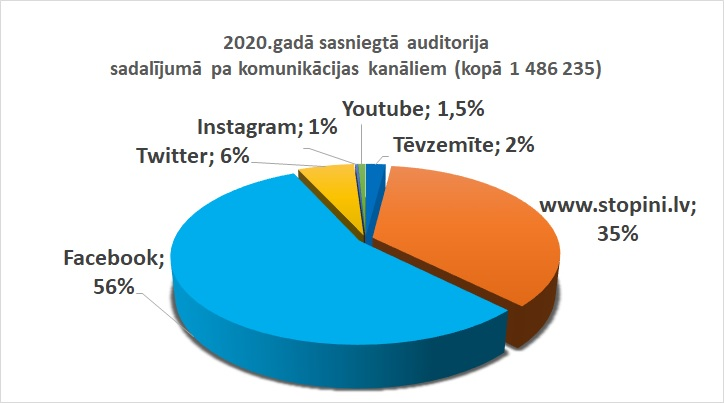 2020.gadā sasniegtā auditorija
sadalījumā pa komunikācijas kanāliem (kopā 1 486 235)
Youtube; 1,5%
Instagram; 1%
Tēvzemīte; 2%
Twitter; 6%
www.stopini.lv;
35%
Facebook;
56%